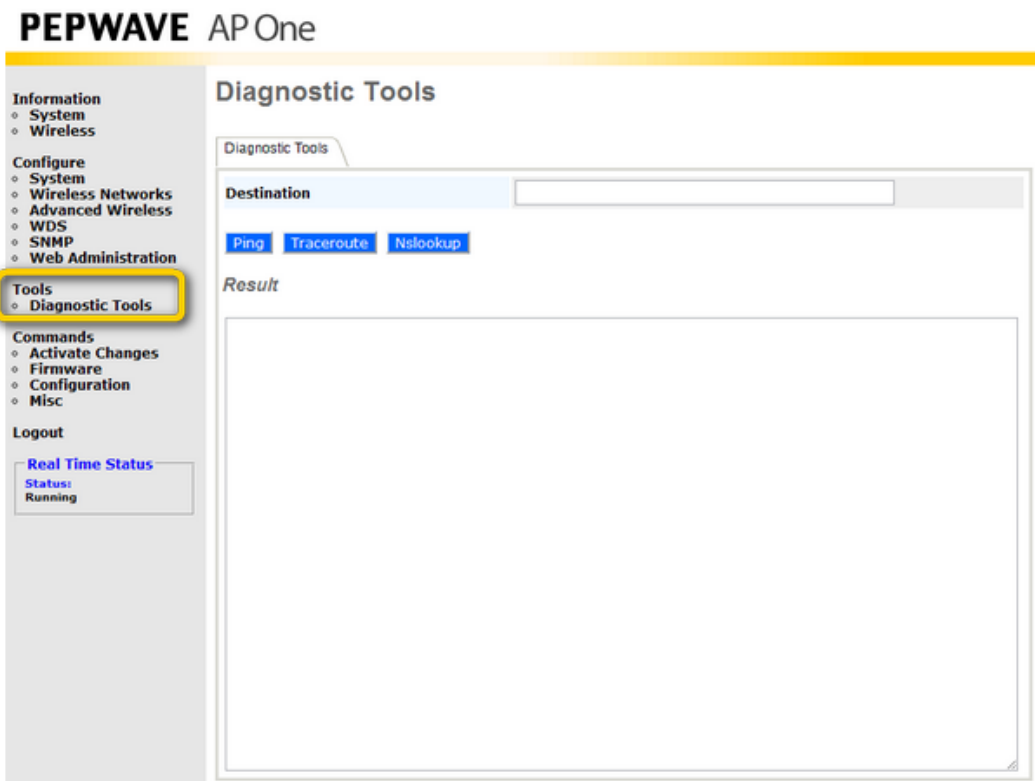 PEPWAVE AP One
Information
System
Wireless
Configure
System
Wireless Networks
Advanced Wireless
WDS
SNMP
Web Administration
Tools
Diagnostic Tools
Commands
Activate Changes
Firmware
Configuration
Misc
Logout
Real Time Status
Status:
Running
Diagnostic Tools
Diagnostic Tools
Destination
Ping Traceroute Nslookup
Result